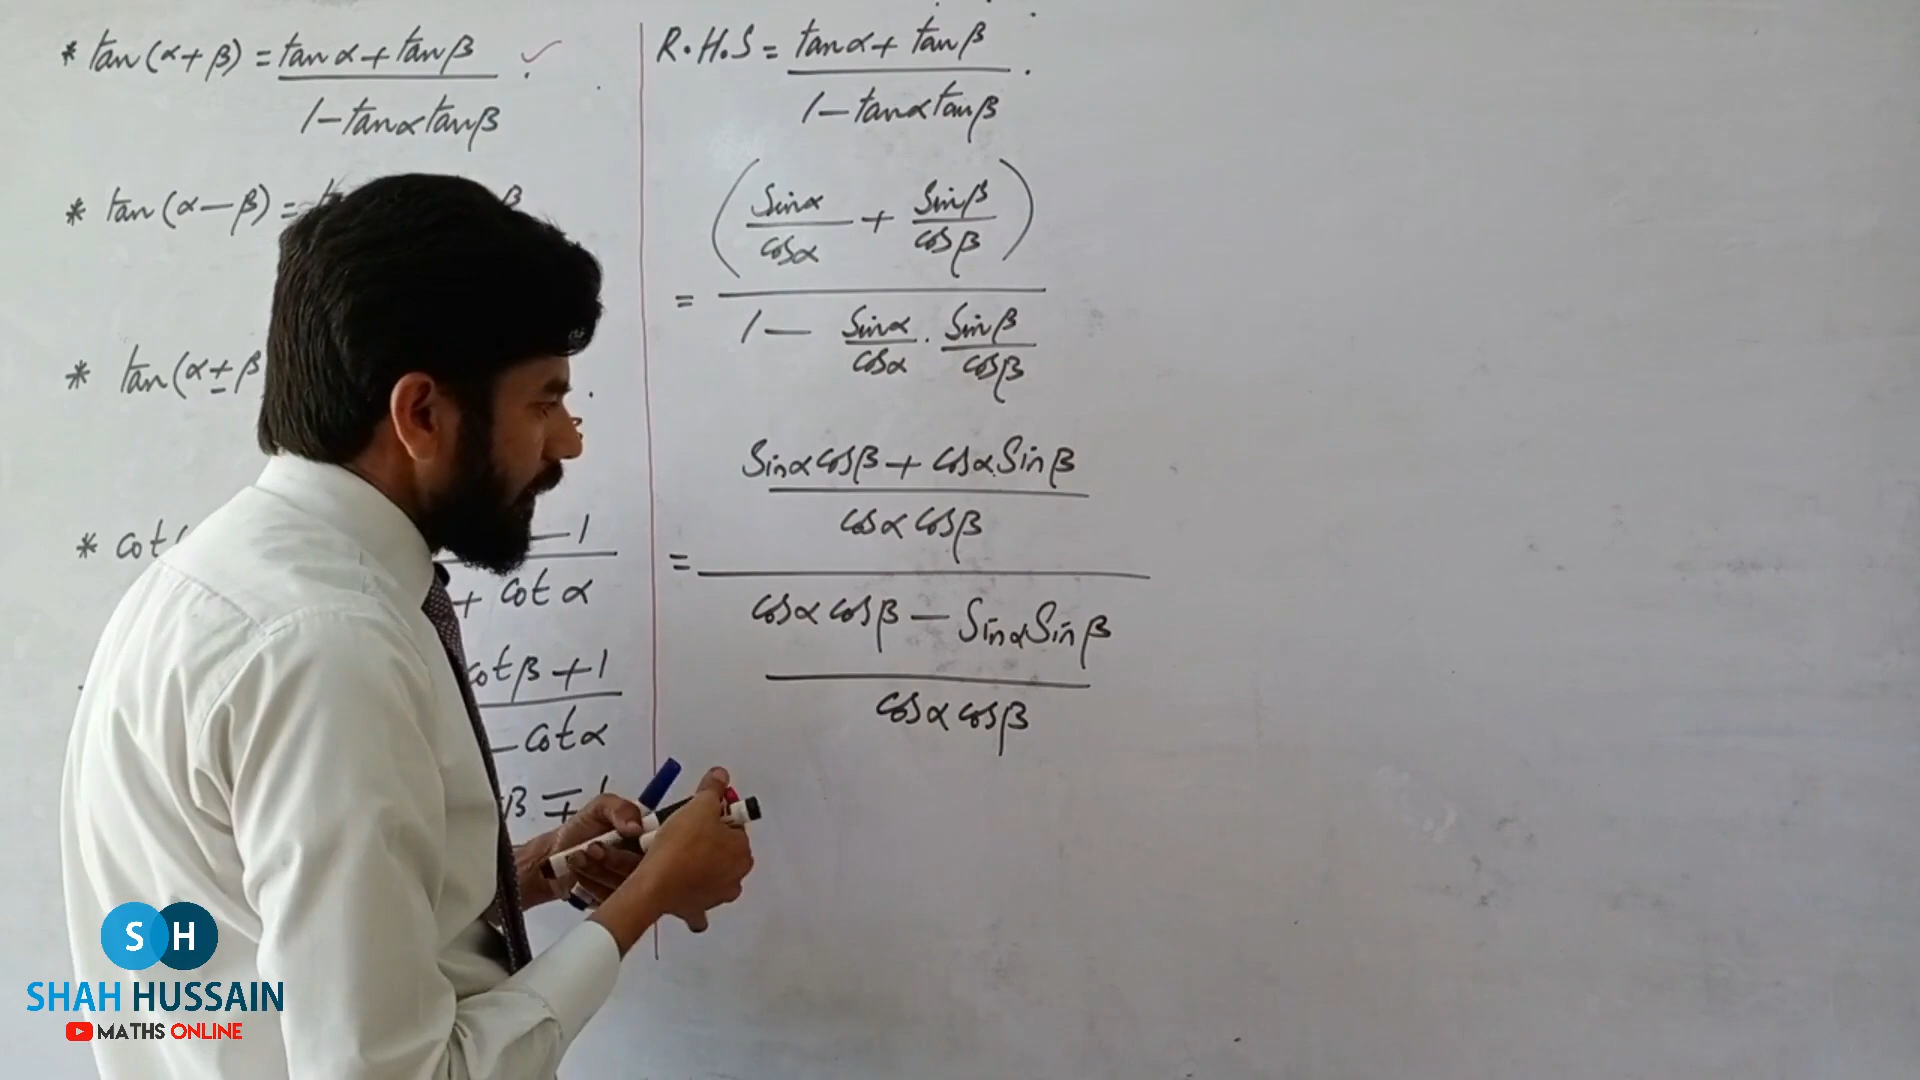 * tan(α+β) = tanα + tanβ
1 - tanα tanβ
* tan(α-β) = β
* tan(α±β
* cot( - 1
+ cotα
cotβ + 1
- cotα
β ∓ 1
R.H.S = tanα + tanβ .
1 - tanα tanβ
( Sinα/cosα + Sinβ/cosβ )
=
1 - Sinα/cosα . Sinβ/cosβ
Sinα cosβ + cosα Sinβ
cosα cosβ
=
cosα cosβ - Sinα Sinβ
cosα cosβ
SH
SHAH HUSSAIN
MATHS ONLINE